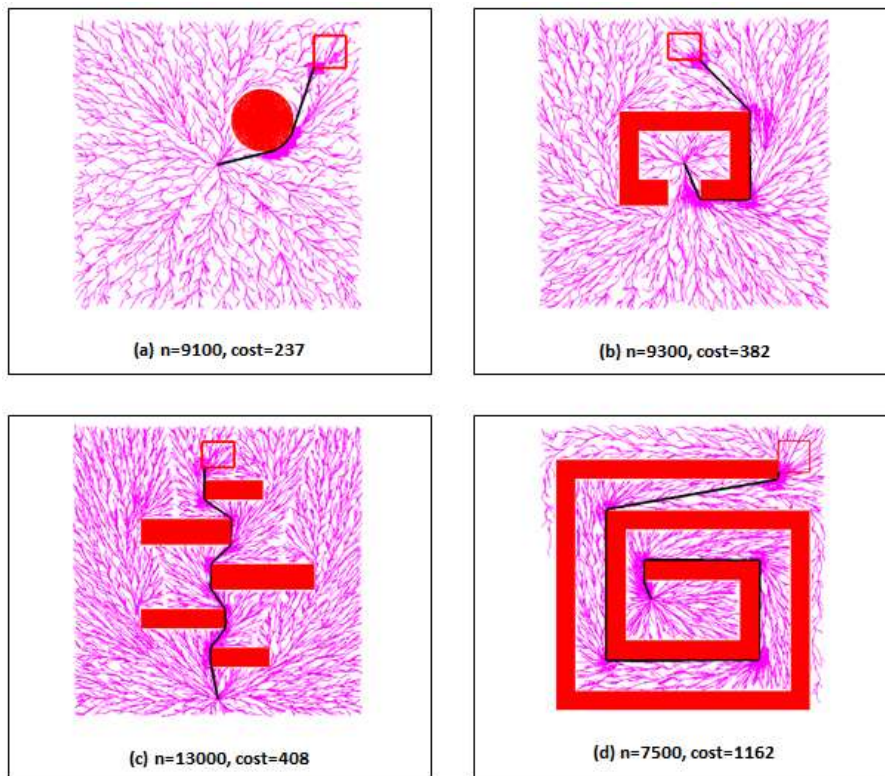 (a) n=9100, cost=237
(b) n=9300, cost=382
(c) n=13000, cost=408
(d) n=7500, cost=1162